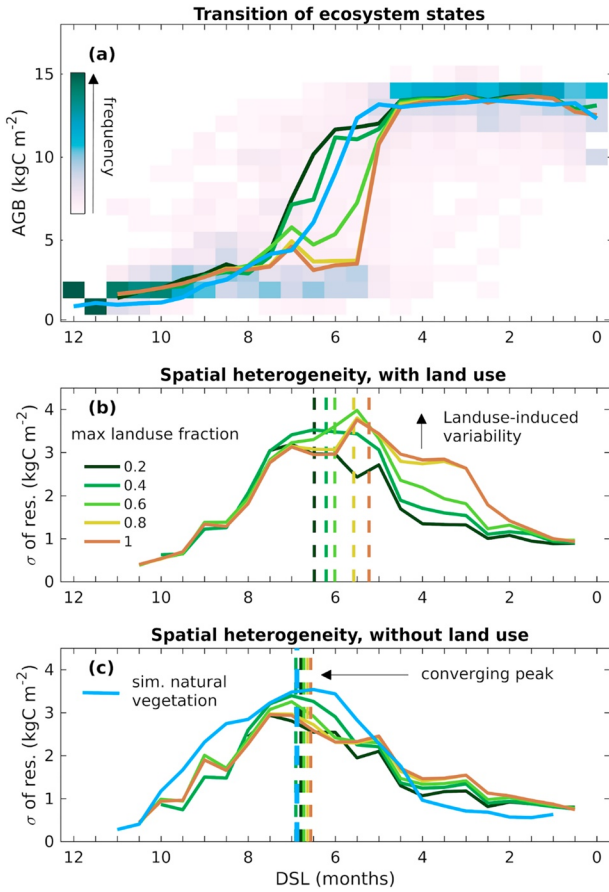 Transition of ecosystem states
(a)
frequency
AGB (kgC m⁻²)
15
10
5
0
12 10 8 6 4 2 0
Spatial heterogeneity, with land use
(b)
max landuse fraction
0.2
0.4
0.6
0.8
1
Landuse-induced
variability
σ of res. (kgC m⁻²)
4
3
2
1
0
12 10 8 6 4 2 0
Spatial heterogeneity, without land use
(c)
sim. natural
vegetation
converging peak
σ of res. (kgC m⁻²)
4
3
2
1
0
12 10 8 6 4 2 0
DSL (months)